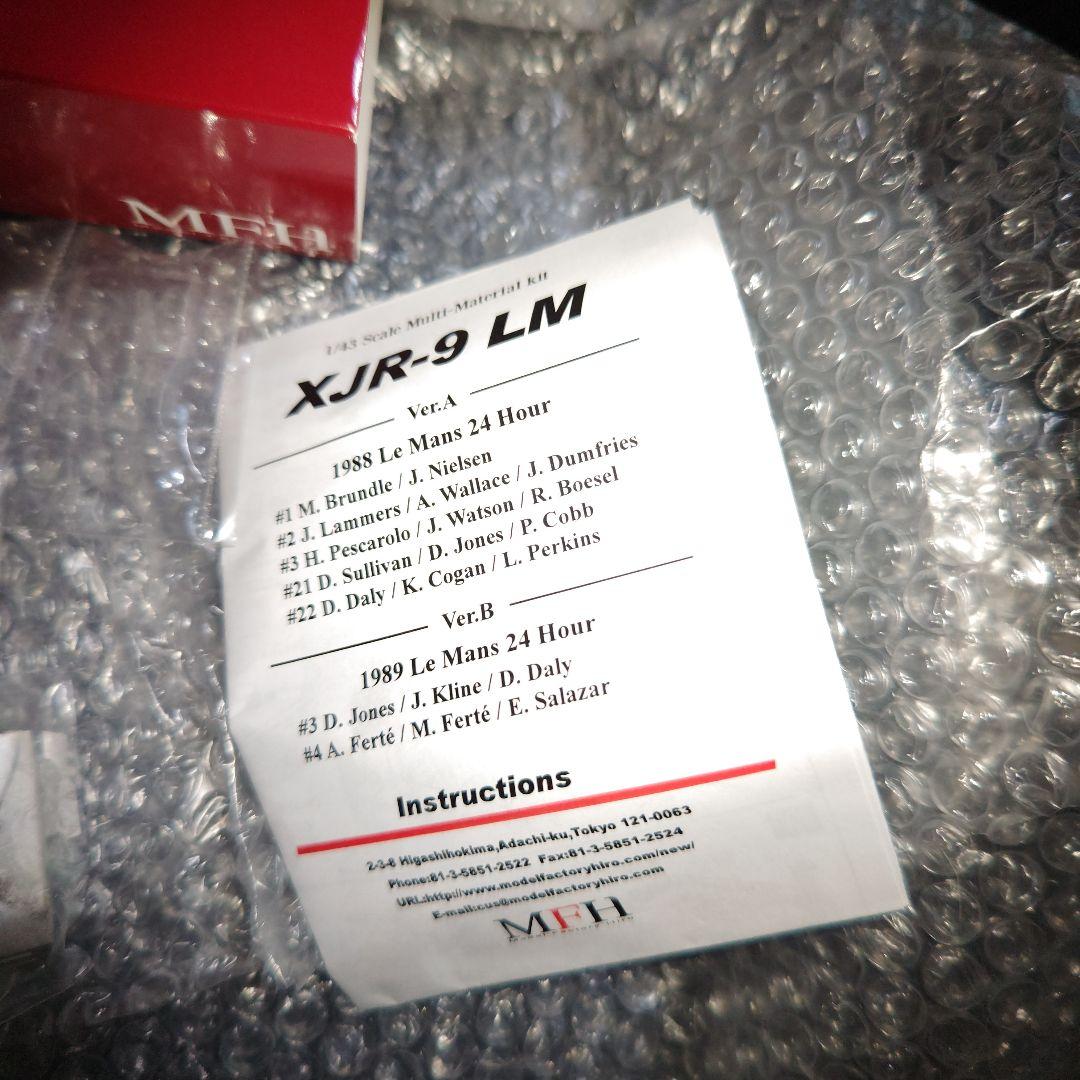 MFH
1/43 Scale Multi-Material kit
XJR-9 LM
Ver.A
1988 Le Mans 24 Hour
#1 M. Brundle / J. Nielsen
#2 J. Lammers / A. Wallace / J. Dumfries
#3 H. Pescarolo / J. Watson / R. Boesel
#21 D. Sullivan / D. Jones / P. Cobb
#22 D. Daly / K. Cogan / L. Perkins
Ver.B
1989 Le Mans 24 Hour
#3 D. Jones / J. Kline / D. Daly
#4 A. Ferté / M. Ferté / E. Salazar
Instructions
2-3-8 Higashihokima,Adachi-ku,Tokyo 121-0063
Phone:81-3-5851-2522 Fax:81-3-5851-2524
URL:http://www.modelfactoryhiro.com/new/
E-mail:cus@modelfactoryhiro.com
MFH